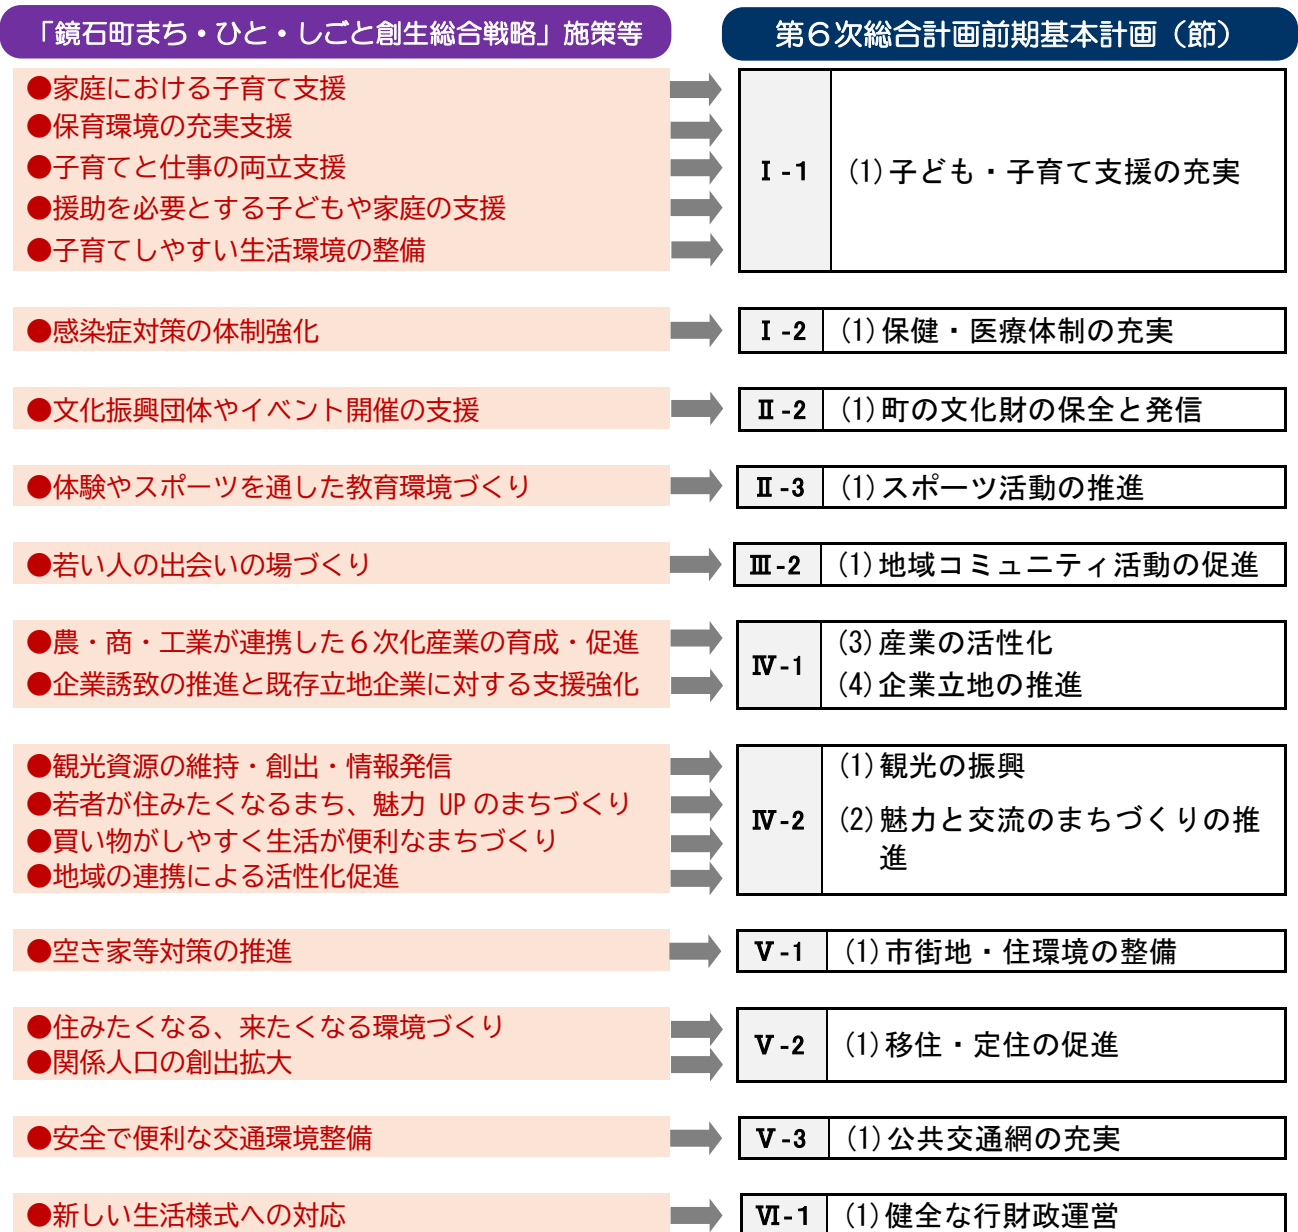 「鏡石町まち・ひと・しごと創生総合戦略」施策等
第６次総合計画前期基本計画（節）
●家庭における子育て支援
●保育環境の充実支援
●子育てと仕事の両立支援
●援助を必要とする子どもや家庭の支援
●子育てしやすい生活環境の整備
Ⅰ-1 (1)子ども・子育て支援の充実
●感染症対策の体制強化
Ⅰ-2 (1)保健・医療体制の充実
●文化振興団体やイベント開催の支援
Ⅱ-2 (1)町の文化財の保全と発信
●体験やスポーツを通した教育環境づくり
Ⅱ-3 (1)スポーツ活動の推進
●若い人の出会いの場づくり
Ⅲ-2 (1)地域コミュニティ活動の促進
●農・商・工業が連携した６次化産業の育成・促進
●企業誘致の推進と既存立地企業に対する支援強化
Ⅳ-1
(3)産業の活性化
(4)企業立地の推進
●観光資源の維持・創出・情報発信
●若者が住みたくなるまち、魅力 UP のまちづくり
●買い物がしやすく生活が便利なまちづくり
●地域の連携による活性化促進
Ⅳ-2
(1)観光の振興
(2)魅力と交流のまちづくりの推
進
●空き家等対策の推進
Ⅴ-1 (1)市街地・住環境の整備
●住みたくなる、来たくなる環境づくり
●関係人口の創出拡大
Ⅴ-2 (1)移住・定住の促進
●安全で便利な交通環境整備
Ⅴ-3 (1)公共交通網の充実
●新しい生活様式への対応
Ⅵ-1 (1)健全な行財政運営